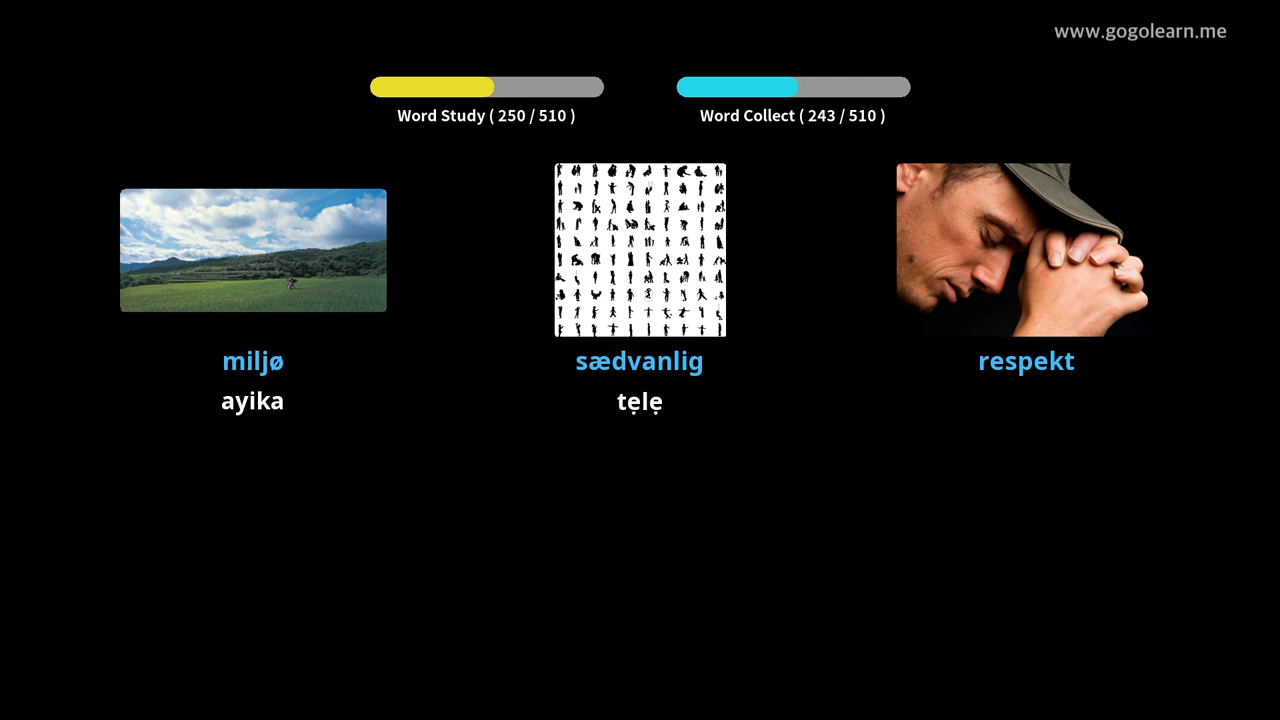 www.gogolearn.me
Word Study ( 250 / 510 )
Word Collect ( 243 / 510 )
miljø
ayika
sædvanlig
tẹlẹ
respekt